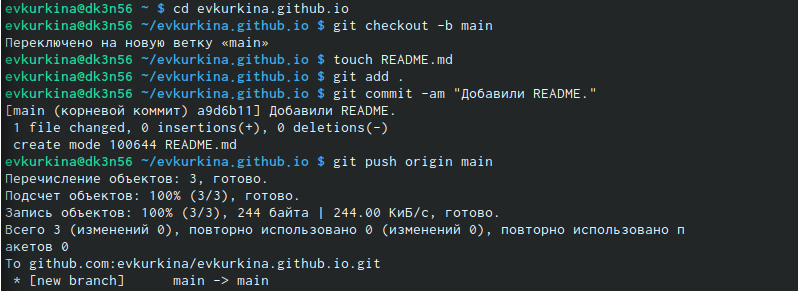 evkurkina@dk3n56 ~ $ cd evkurkina.github.io
evkurkina@dk3n56 ~/evkurkina.github.io $ git checkout -b main
Переключено на новую ветку «main»
evkurkina@dk3n56 ~/evkurkina.github.io $ touch README.md
evkurkina@dk3n56 ~/evkurkina.github.io $ git add .
evkurkina@dk3n56 ~/evkurkina.github.io $ git commit -am "Добавили README."
[main (корневой коммит) a9d6b11] Добавили README.
 1 file changed, 0 insertions(+), 0 deletions(-)
 create mode 100644 README.md
evkurkina@dk3n56 ~/evkurkina.github.io $ git push origin main
Перечисление объектов: 3, готово.
Подсчет объектов: 100% (3/3), готово.
Запись объектов: 100% (3/3), 244 байта | 244.00 КиБ/с, готово.
Всего 3 (изменений 0), повторно использовано 0 (изменений 0), повторно использовано п
акетов 0
To github.com:evkurkina/evkurkina.github.io.git
 * [new branch]      main -> main